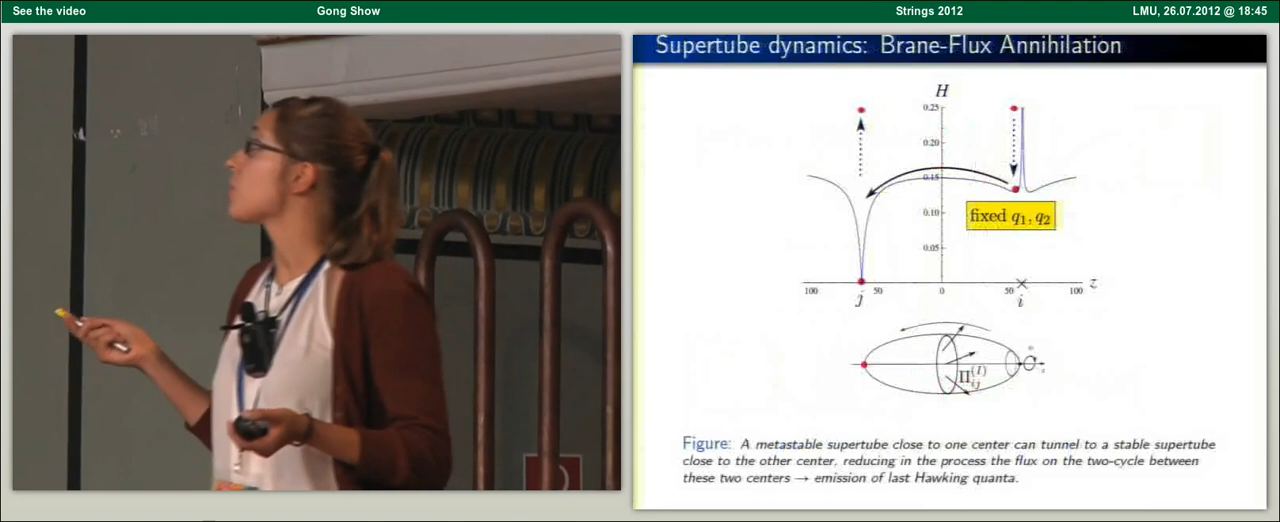 See the video Gong Show Strings 2012 LMU, 26.07.2012 @ 18:45
Supertube dynamics: Brane-Flux Annihilation
H
0.25
0.20
0.15
fixed q₁, q₂
0.10
0.05
100 50 0 50 100 z
j i
Π_{ij}^{(I)}
Figure: A metastable supertube close to one center can tunnel to a stable supertube
close to the other center, reducing in the process the flux on the two-cycle between
these two centers → emission of last Hawking quanta.